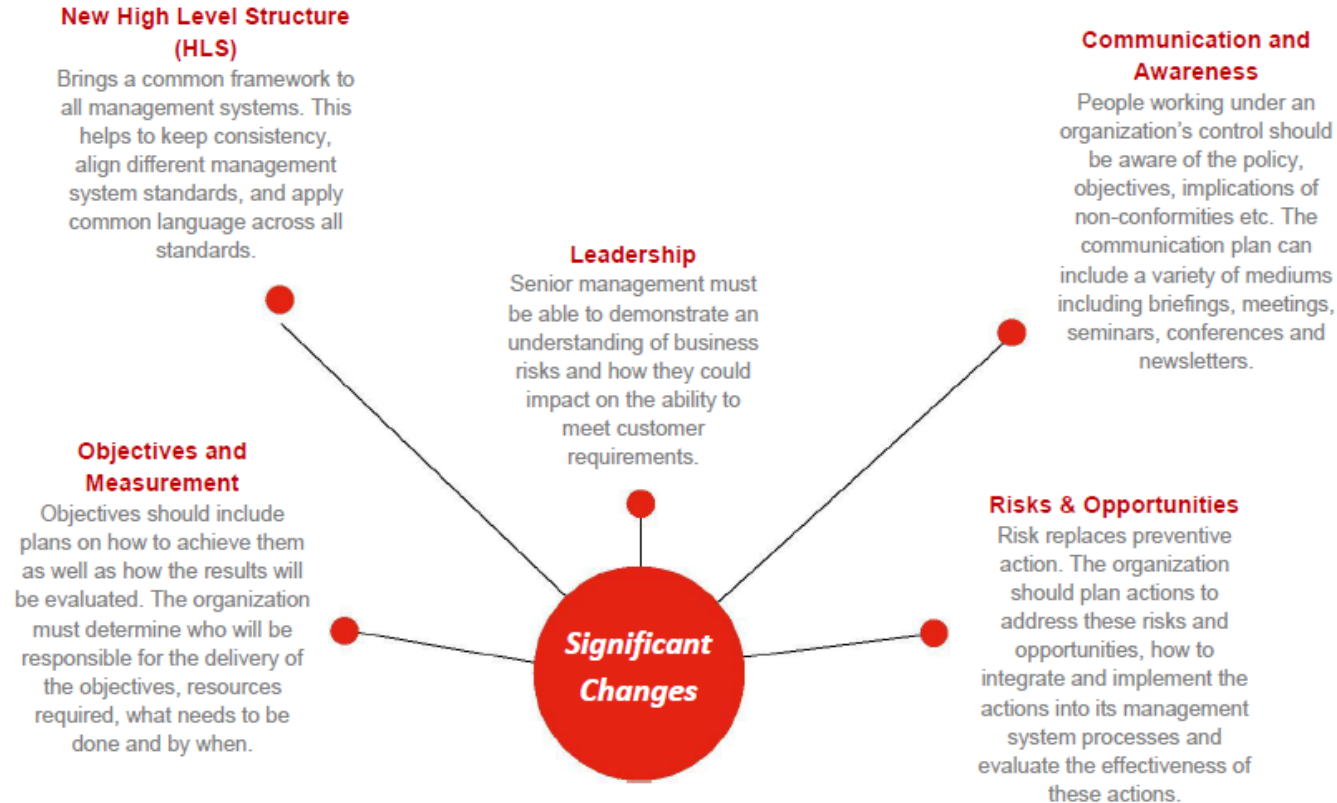 New High Level Structure
(HLS)
Brings a common framework to
all management systems. This
helps to keep consistency,
align different management
system standards, and apply
common language across all
standards.
Communication and
Awareness
People working under an
organization's control should
be aware of the policy,
objectives, implications of
non-conformities etc. The
communication plan can
include a variety of mediums
including briefings, meetings,
seminars, conferences and
newsletters.
Leadership
Senior management must
be able to demonstrate an
understanding of business
risks and how they could
impact on the ability to
meet customer
requirements.
Objectives and
Measurement
Objectives should include
plans on how to achieve them
as well as how the results will
be evaluated. The organization
must determine who will be
responsible for the delivery of
the objectives, resources
required, what needs to be
done and by when.
Risks & Opportunities
Risk replaces preventive
action. The organization
should plan actions to
address these risks and
opportunities, how to
integrate and implement the
actions into its management
system processes and
evaluate the effectiveness of
these actions.
Significant
Changes